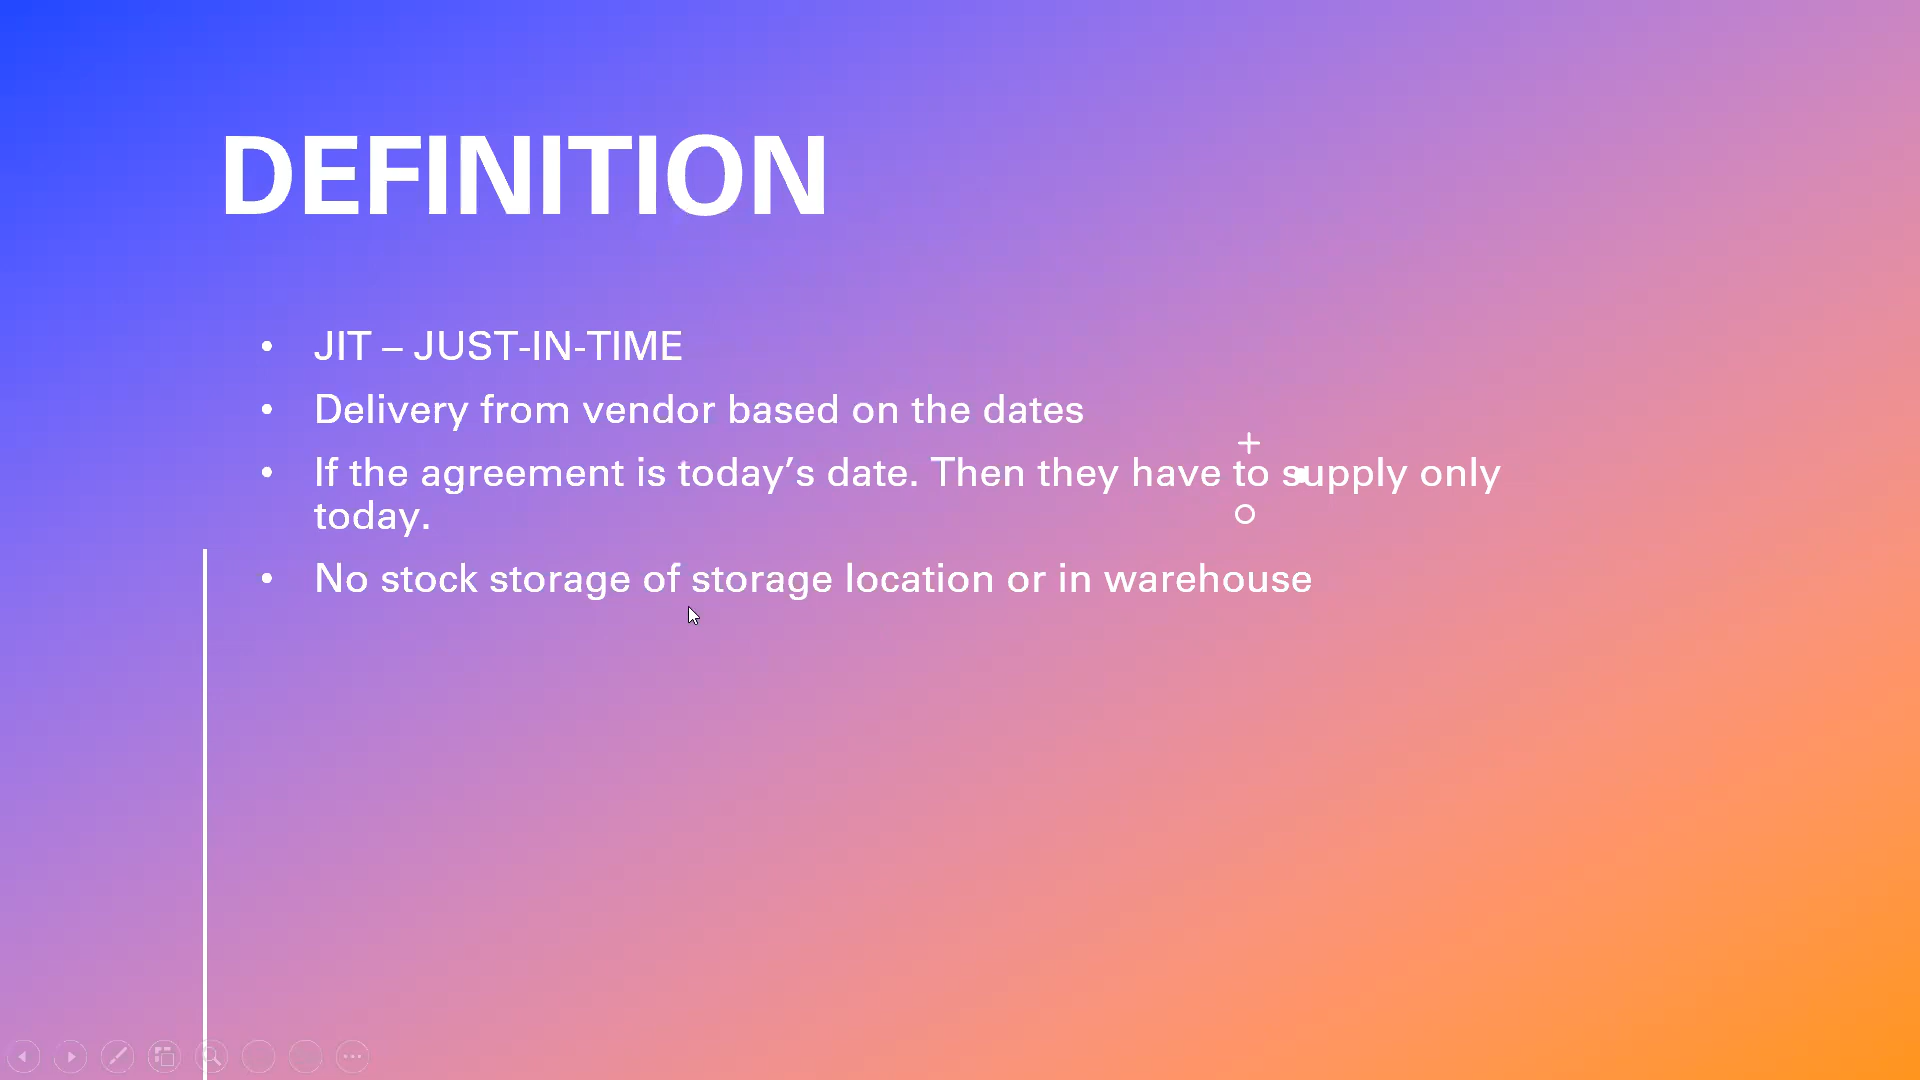 DEFINITION
• JIT – JUST-IN-TIME
• Delivery from vendor based on the dates
• If the agreement is today’s date. Then they have to supply only
today.
• No stock storage of storage location or in warehouse